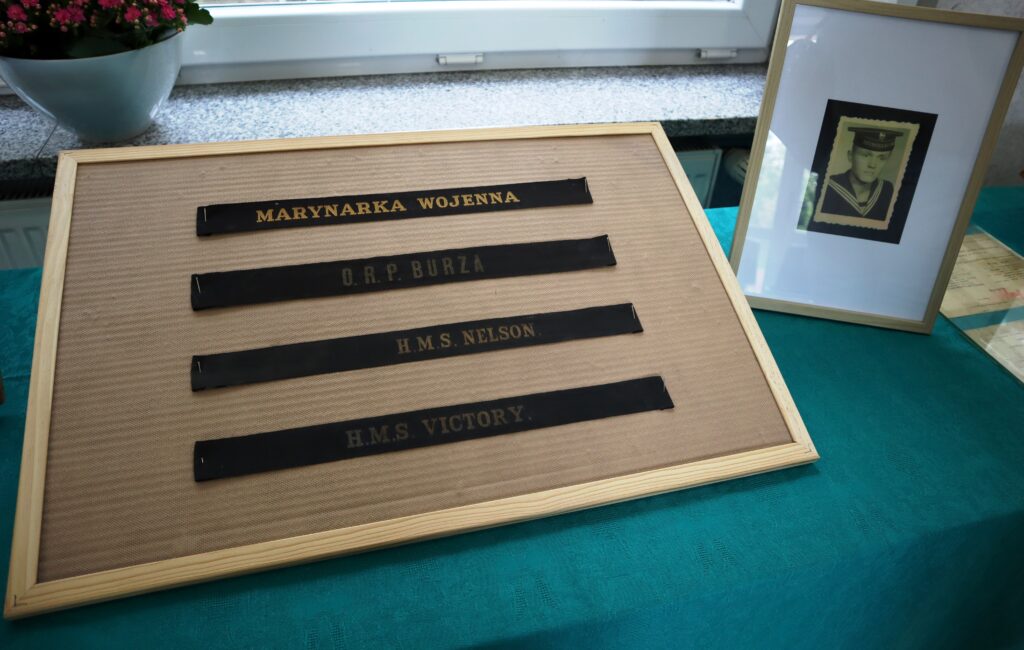 MARYNARKA WOJENNA
O.R.P. BURZA
H.M.S. NELSON.
H.M.S. VICTORY.